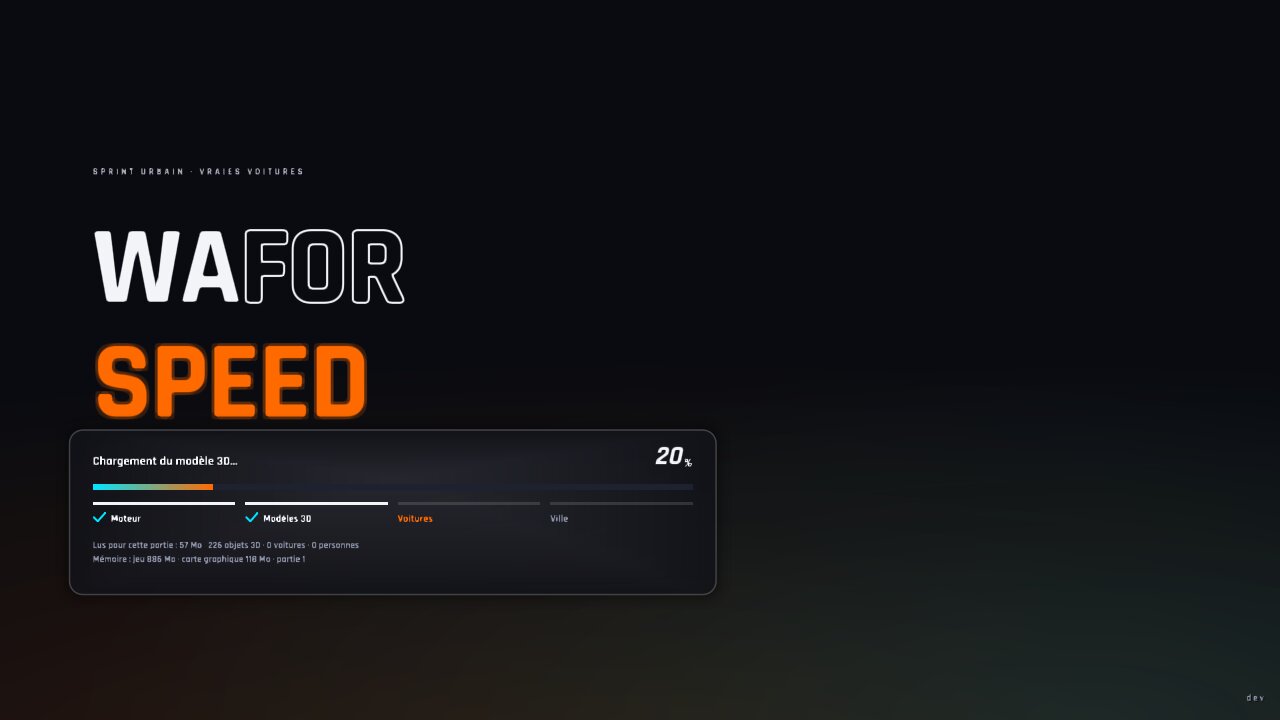 SPRINT URBAIN · VRAIES VOITURES
WAFOR
SPEED
Chargement du modèle 3D...
20%
Moteur
Modèles 3D
Voitures
Ville
Lus pour cette partie : 57 Mo · 226 objets 3D · 0 voitures · 0 personnes
Mémoire : jeu 886 Mo · carte graphique 118 Mo · partie 1
dev